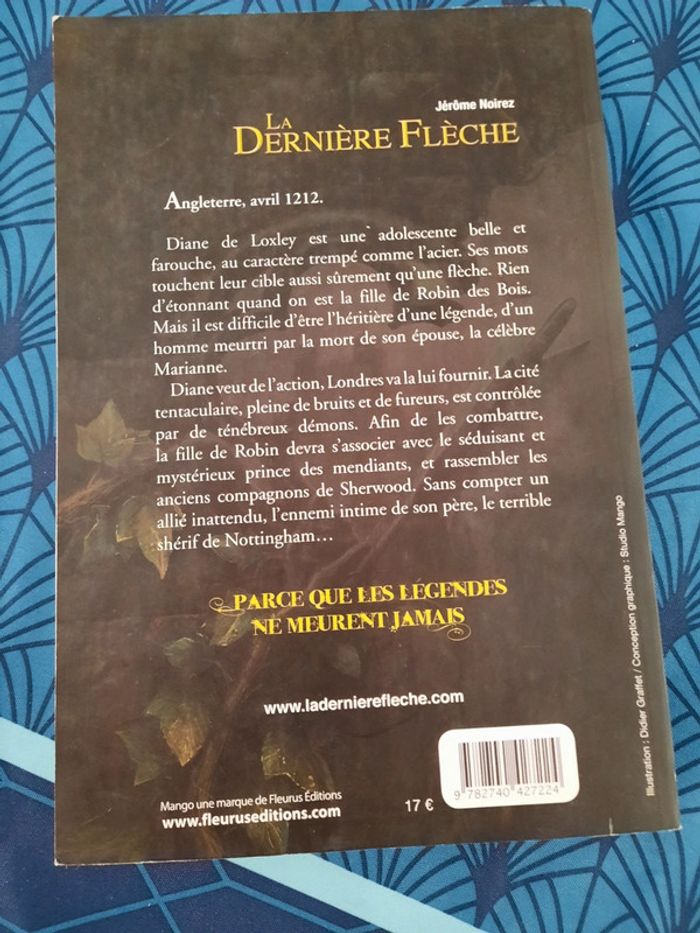 Jérôme Noirez
LA
DERNIÈRE FLÈCHE
Angleterre, avril 1212.
Diane de Loxley est une adolescente belle et
farouche, au caractère trempé comme l'acier. Ses mots
touchent leur cible aussi sûrement qu'une flèche. Rien
d'étonnant quand on est la fille de Robin des Bois.
Mais il est difficile d'être l'héritière d'une légende, d'un
homme meurtri par la mort de son épouse, la célèbre
Marianne.
Diane veut de l'action, Londres va la lui fournir. La cité
tentaculaire, pleine de bruits et de fureurs, est contrôlée
par de ténébreux démons. Afin de les combattre,
la fille de Robin devra s'associer avec le séduisant et
mystérieux prince des mendiants, et rassembler les
anciens compagnons de Sherwood. Sans compter un
allié inattendu, l'ennemi intime de son père, le terrible
shérif de Nottingham…
PARCE QUE LES LÉGENDES
NE MEURENT JAMAIS
www.ladernierefleche.com
Mango une marque de Fleurus Éditions
www.fleuruseditions.com
17 €
9 782740 427224
Illustration : Didier Graffet / Conception graphique : Studio Mango